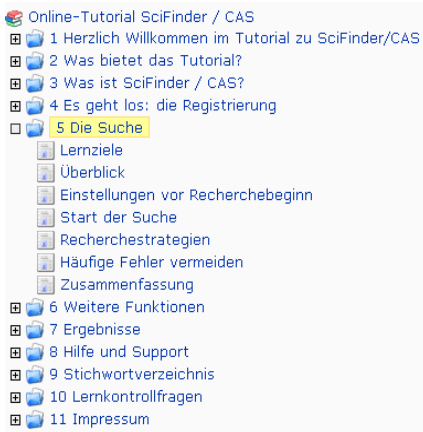 Online-Tutorial SciFinder / CAS
1 Herzlich Willkommen im Tutorial zu SciFinder/CAS
2 Was bietet das Tutorial?
3 Was ist SciFinder / CAS?
4 Es geht los: die Registrierung
5 Die Suche
Lernziele
Überblick
Einstellungen vor Recherchebeginn
Start der Suche
Recherchestrategien
Häufige Fehler vermeiden
Zusammenfassung
6 Weitere Funktionen
7 Ergebnisse
8 Hilfe und Support
9 Stichwortverzeichnis
10 Lernkontrollfragen
11 Impressum